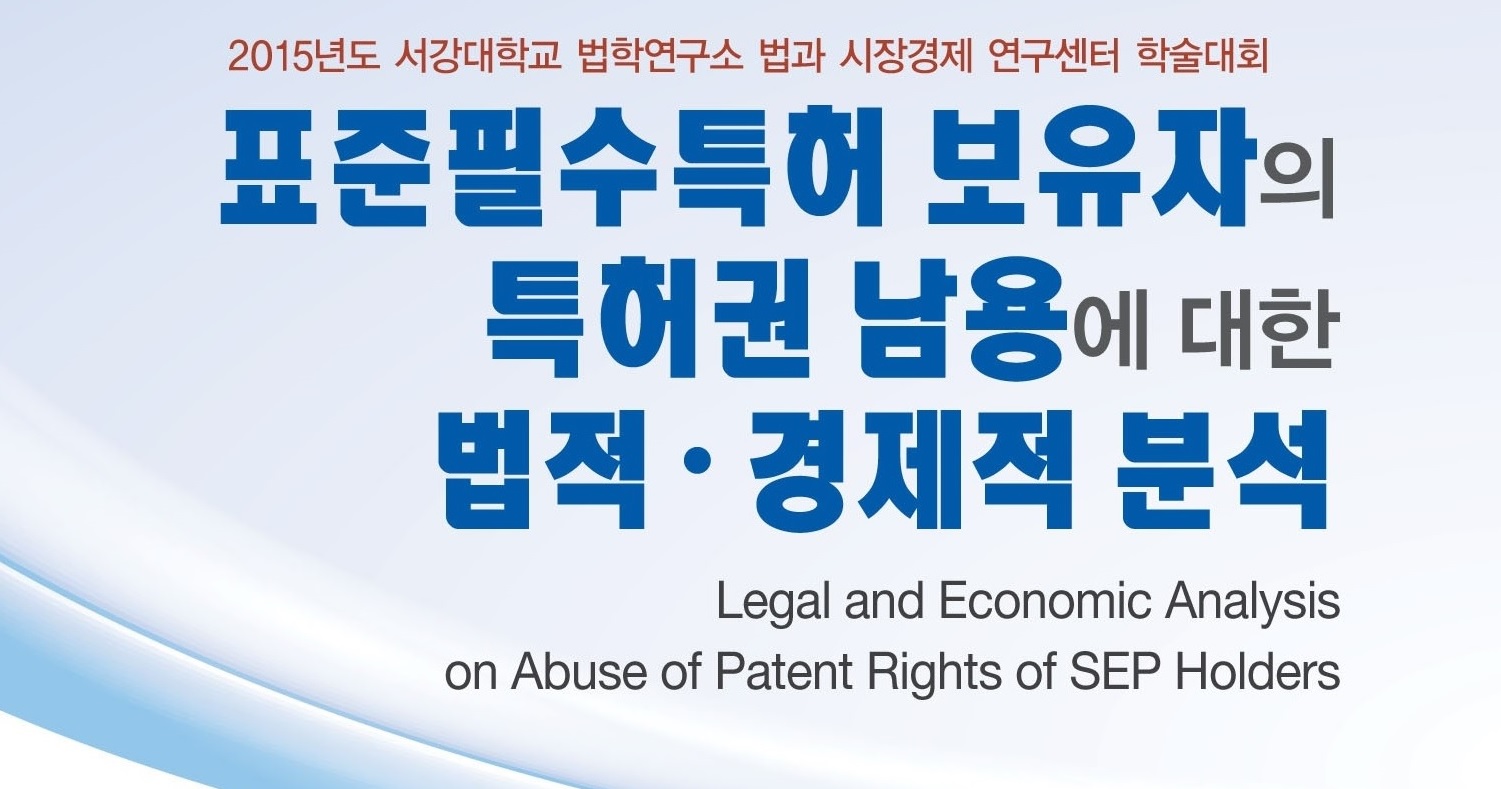 2015년도 서강대학교 법학연구소 법과 시장경제 연구센터 학술대회
표준필수특허 보유자의
특허권 남용에 대한
법적·경제적 분석
Legal and Economic Analysis
on Abuse of Patent Rights of SEP Holders